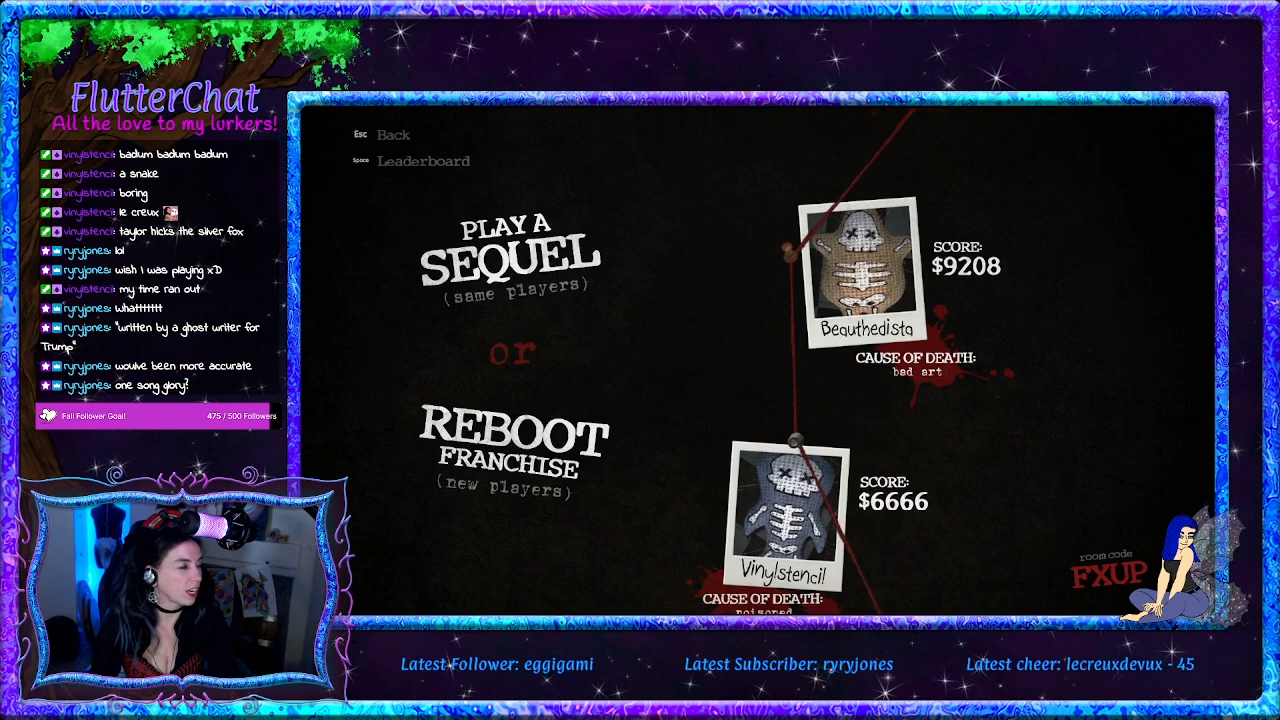 FlutterChat
All the love to my lurkers!
vinylstencil: badum badum badum
vinylstencil: a snake
vinylstencil: boring
vinylstencil: le creux
vinylstencil: taylor hicks the silver fox
ryryjones: lol
ryryjones: wish I was playing xD
vinylstencil: my time ran out
ryryjones: whattttttt
ryryjones: "written by a ghost writer for
Trump"
ryryjones: wouive been more accurate
ryryjones: one song glory?
Fall Follower Goal! 475 / 500 Followers
Esc Back
Space Leaderboard
PLAY A
SEQUEL
(same players)
or
REBOOT
FRANCHISE
(new players)
Beauthedista
SCORE:
$9208
CAUSE OF DEATH:
bad art
Vinylstencil
SCORE:
$6666
CAUSE OF DEATH:
poisoned
room code
FXUP
Latest Follower: eggigami
Latest Subscriber: ryryjones
Latest cheer: lecreuxdevux - 45